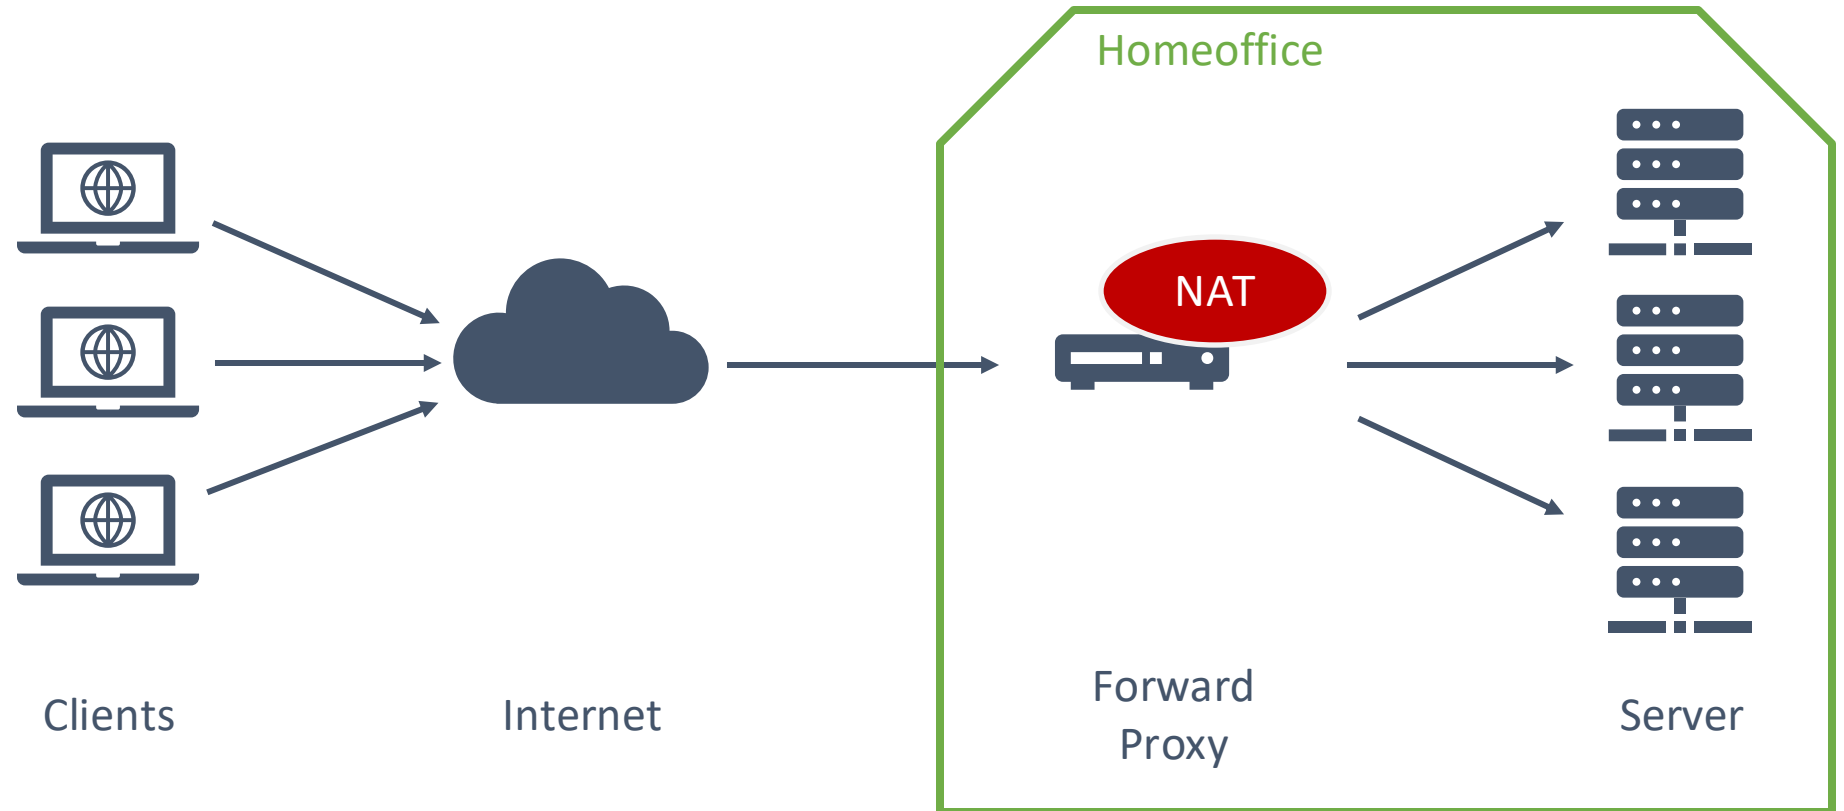 Homeoffice
NAT
Clients
Internet
Forward
Proxy
Server